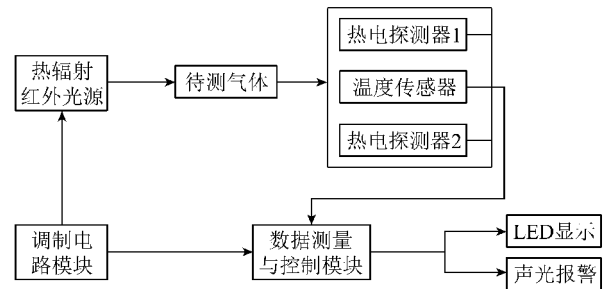 热电探测器1
热辐射
红外光源
待测气体
温度传感器
热电探测器2
调制电
路模块
数据测量
与控制模块
LED显示
声光报警